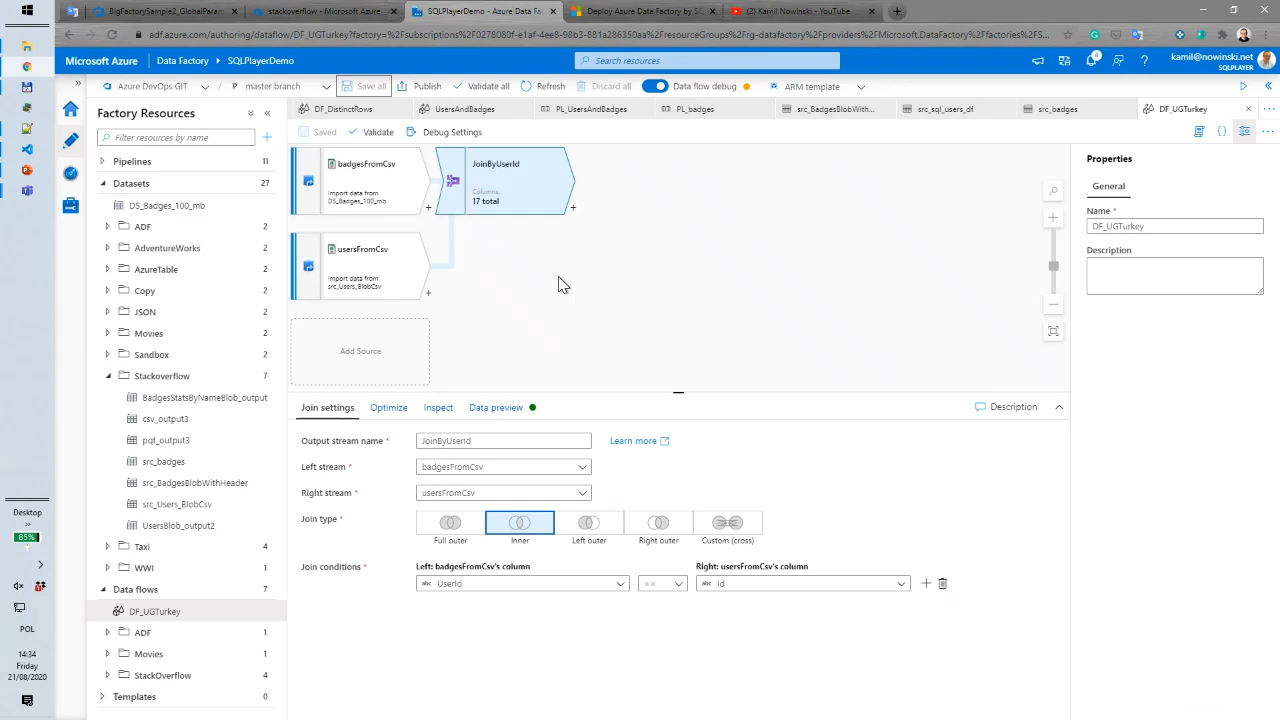 BigFactorySample2_GlobalParam
stackoverflow - Microsoft Azure
SQLPlayerDemo - Azure Data Fac
Deploy Azure Data Factory by SQ
(1) Kamil Nowinski - YouTube
adf.azure.com/authoring/dataflow/DF_UGTurkey?factory=%2Fsubscriptions%2F0278080f-e1af-4ee8-98b3-881a286350aa%2FresourceGroups%2Frg-datafactory%2Fproviders%2FMicrosoft.DataFactory%2Ffactories%2FS...
Microsoft Azure
Data Factory
SQLPlayerDemo
Search resources
8
kamil@nowinski.net
SQLPLAYER
Azure DevOps GIT
master branch
Save all
Publish
Validate all
Refresh
Discard all
Data flow debug
ARM template
Factory Resources
DF_DistinctRows
UsersAndBadges
PL_UsersAndBadges
PL_badges
src_BadgesBlobWith...
src_sql_users_df
src_badges
DF_UGTurkey
Filter resources by name
Saved
Validate
Debug Settings
Pipelines 11
Datasets 27
DS_Badges_100_mb
ADF 2
AdventureWorks 2
AzureTable 2
Copy 2
JSON 2
Movies 2
Sandbox 2
Stackoverflow 7
BadgesStatsByNameBlob_output
csv_output3
pqt_output3
src_badges
src_BadgesBlobWithHeader
src_Users_BlobCsv
UsersBlob_output2
Taxi 4
WWI 2
Data flows 7
DF_UGTurkey
ADF 1
Movies 2
StackOverflow 4
Templates 0
badgesFromCsv
Import data from
DS_Badges_100_mb
JoinByUserId
Columns:
17 total
usersFromCsv
Import data from
src_Users_BlobCsv
Add Source
Properties
General
Name *
DF_UGTurkey
Description
Join settings
Optimize
Inspect
Data preview
Description
Output stream name *
JoinByUserId
Learn more
Left stream *
badgesFromCsv
Right stream *
usersFromCsv
Join type *
Full outer
Inner
Left outer
Right outer
Custom (cross)
Join conditions *
Left: badgesFromCsv's column
Right: usersFromCsv's column
abc UserId
==
abc Id
Desktop
85%
POL
14:34
Friday
21/08/2020